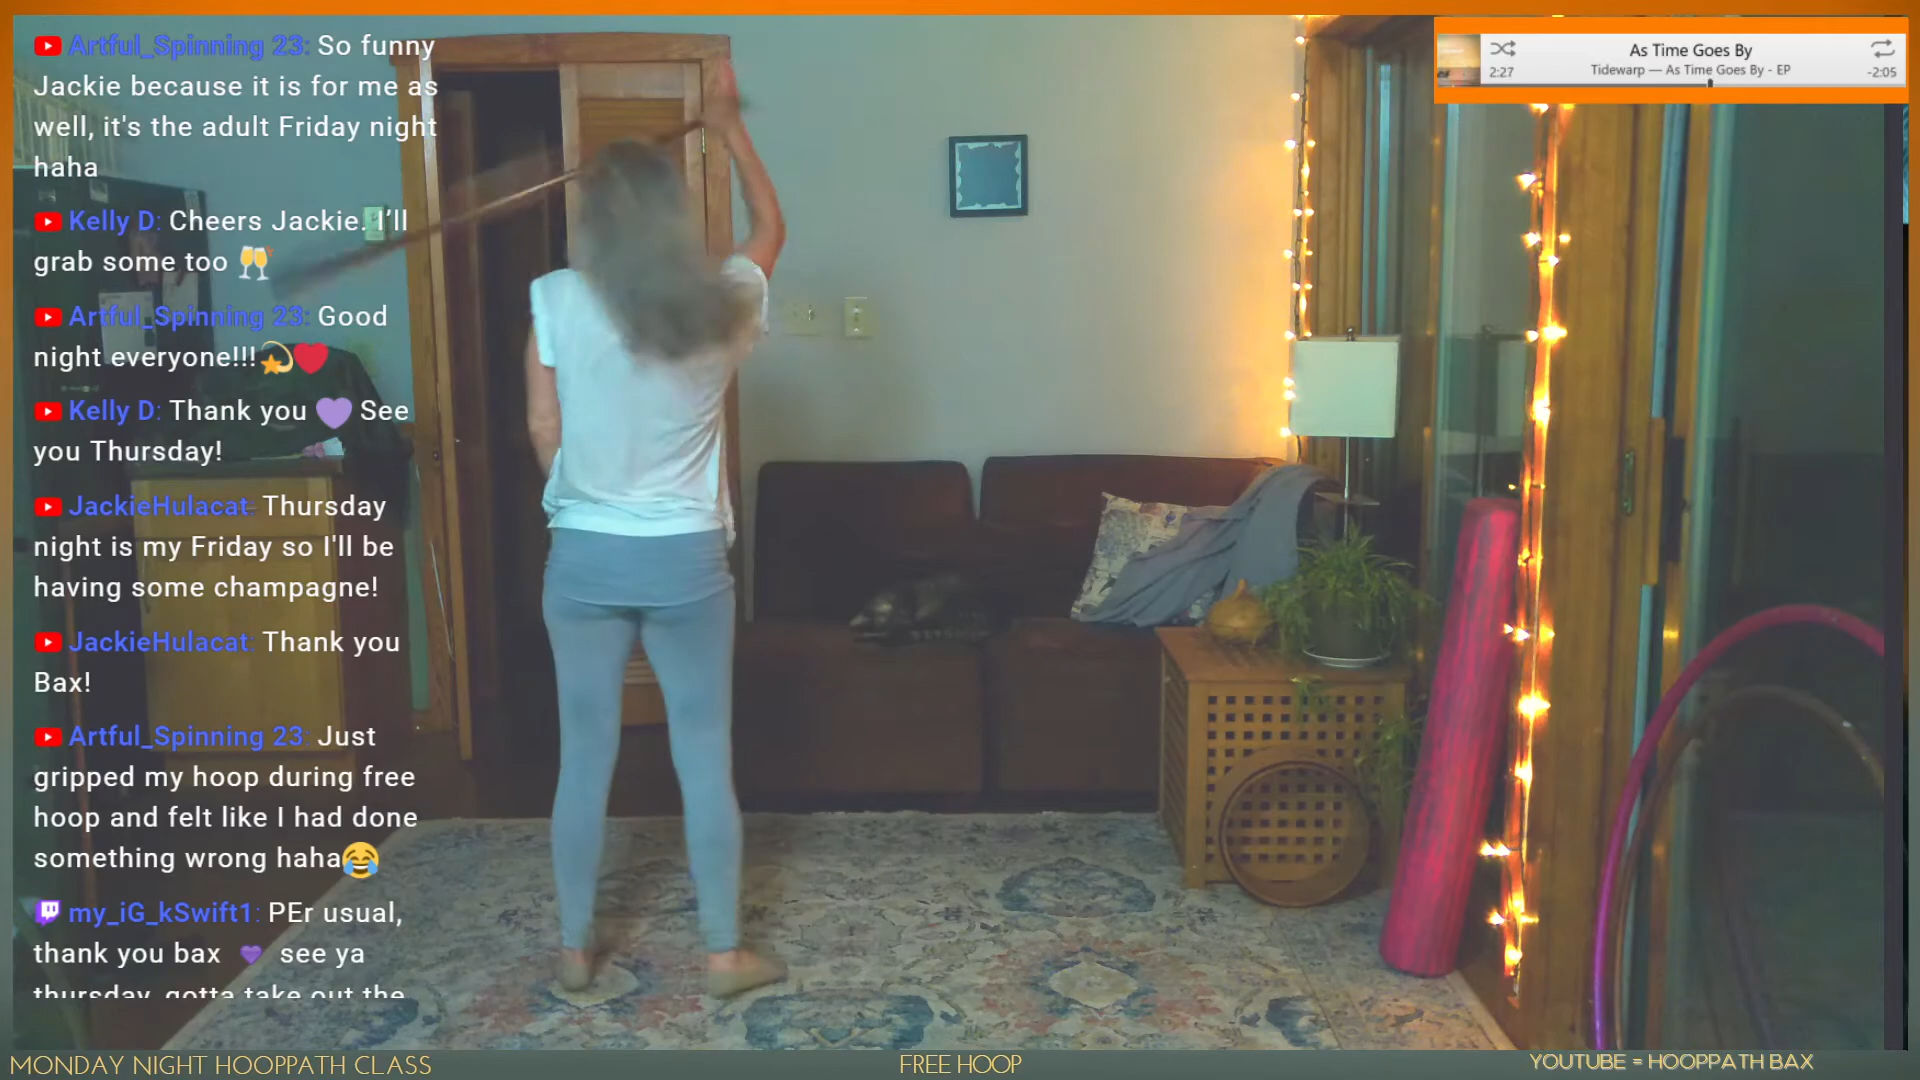 Artful_Spinning 23: So funny
Jackie because it is for me as
well, it's the adult Friday night
haha
Kelly D: Cheers Jackie. I’ll
grab some too 🥂
Artful_Spinning 23: Good
night everyone!!!💫❤️
Kelly D: Thank you 💜 See
you Thursday!
JackieHulacat: Thursday
night is my Friday so I'll be
having some champagne!
JackieHulacat: Thank you
Bax!
Artful_Spinning 23: Just
gripped my hoop during free
hoop and felt like I had done
something wrong haha😂
my_iG_kSwift1: PEr usual,
thank you bax 💜 see ya
thursday, gotta take out the
As Time Goes By
2:27 Tidewarp — As Time Goes By - EP -2:05
MONDAY NIGHT HOOPPATH CLASS
FREE HOOP
YOUTUBE = HOOPPATH BAX